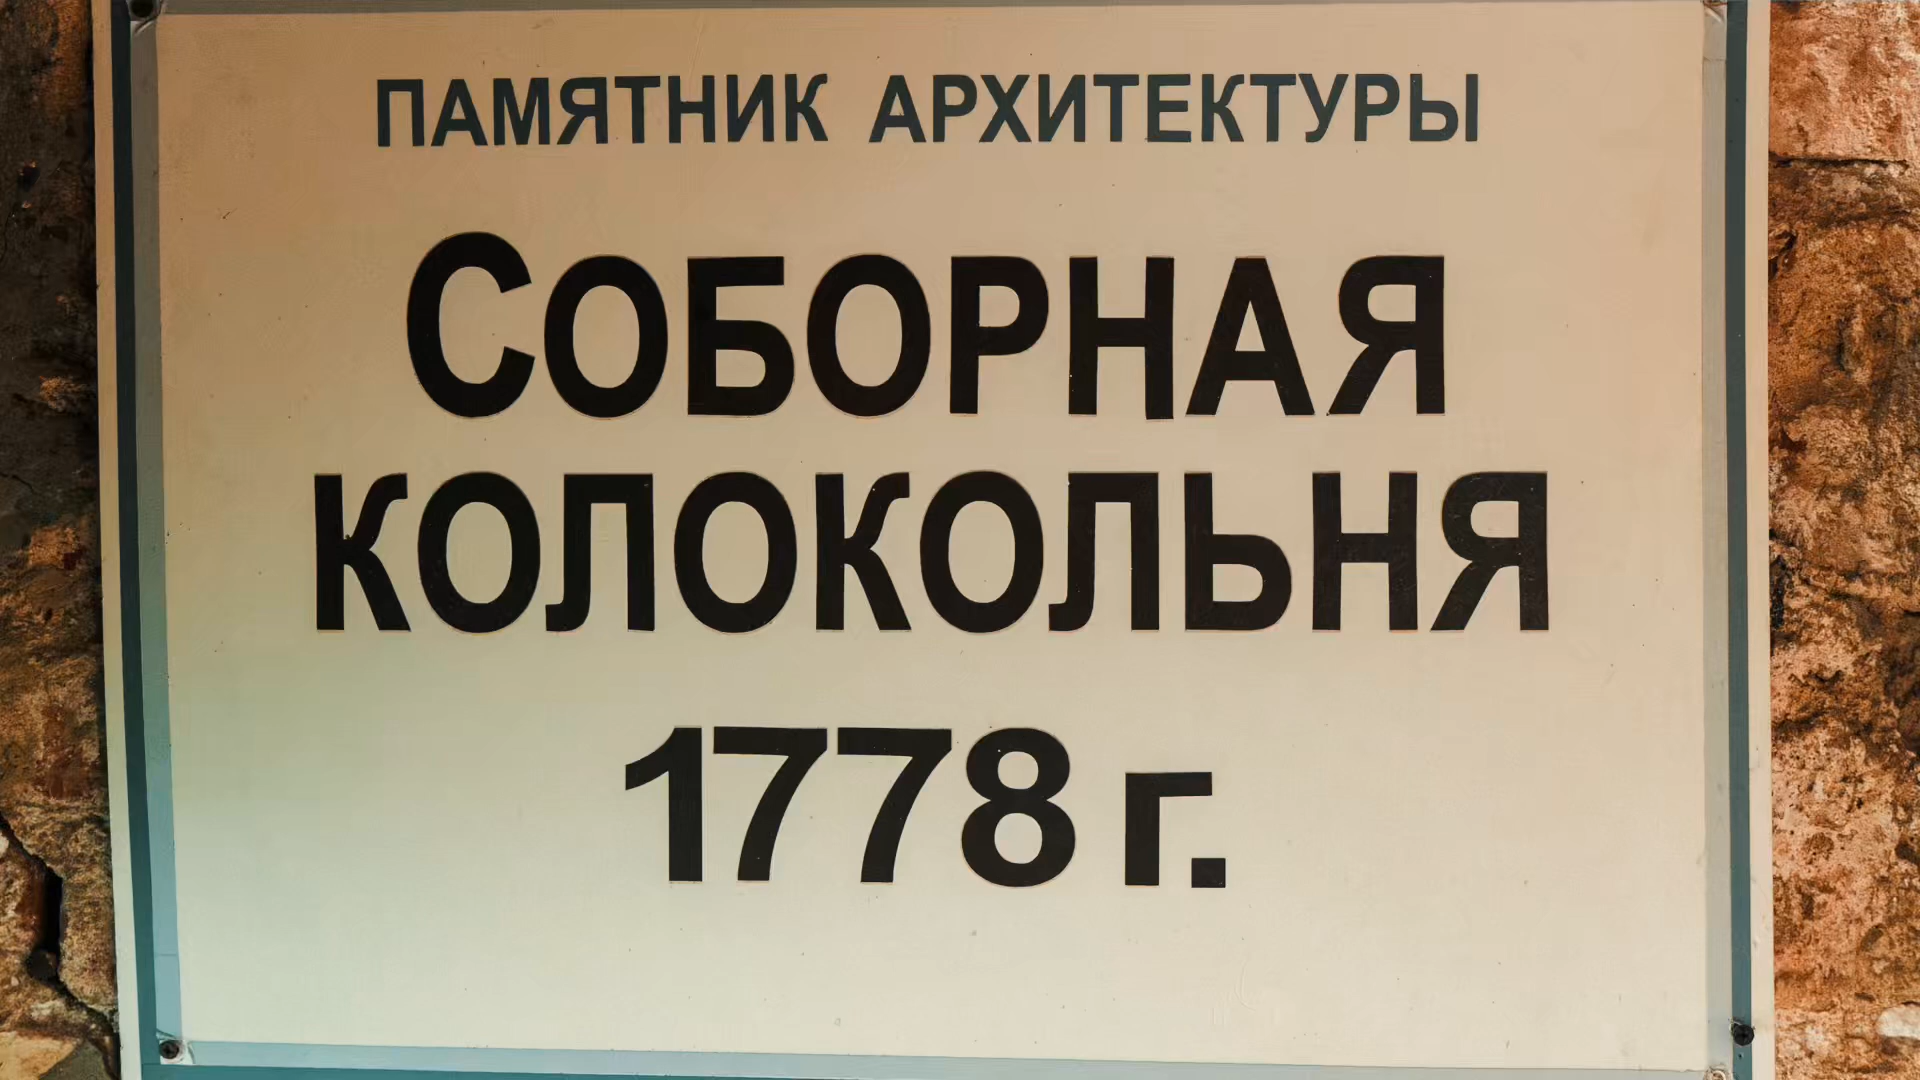 ПАМЯТНИК АРХИТЕКТУРЫ
СОБОРНАЯ
КОЛОКОЛЬНЯ
1778 г.